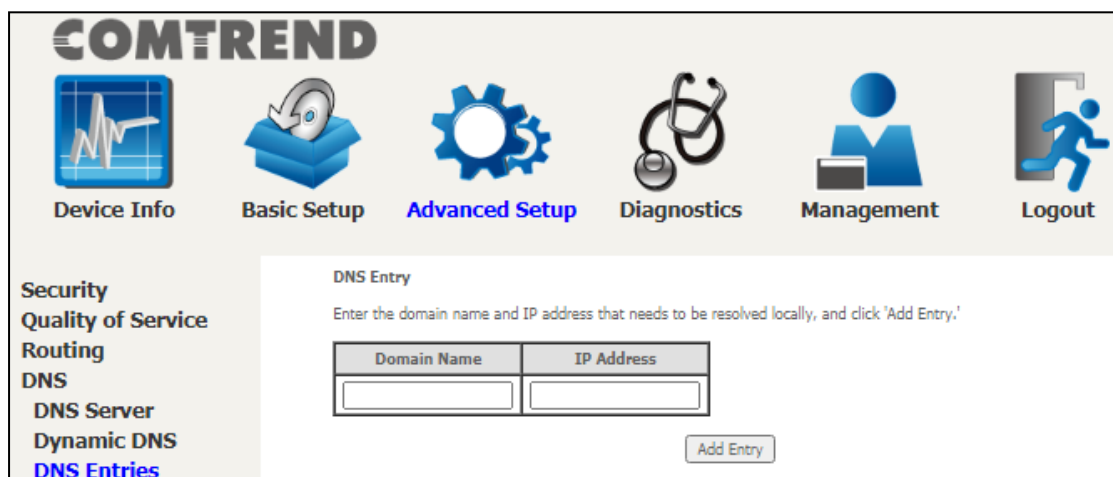 COMTREND
Device Info
Basic Setup
Advanced Setup
Diagnostics
Management
Logout
Security
Quality of Service
Routing
DNS
DNS Server
Dynamic DNS
DNS Entries
DNS Entry
Enter the domain name and IP address that needs to be resolved locally, and click 'Add Entry.'
Domain Name
IP Address
Add Entry